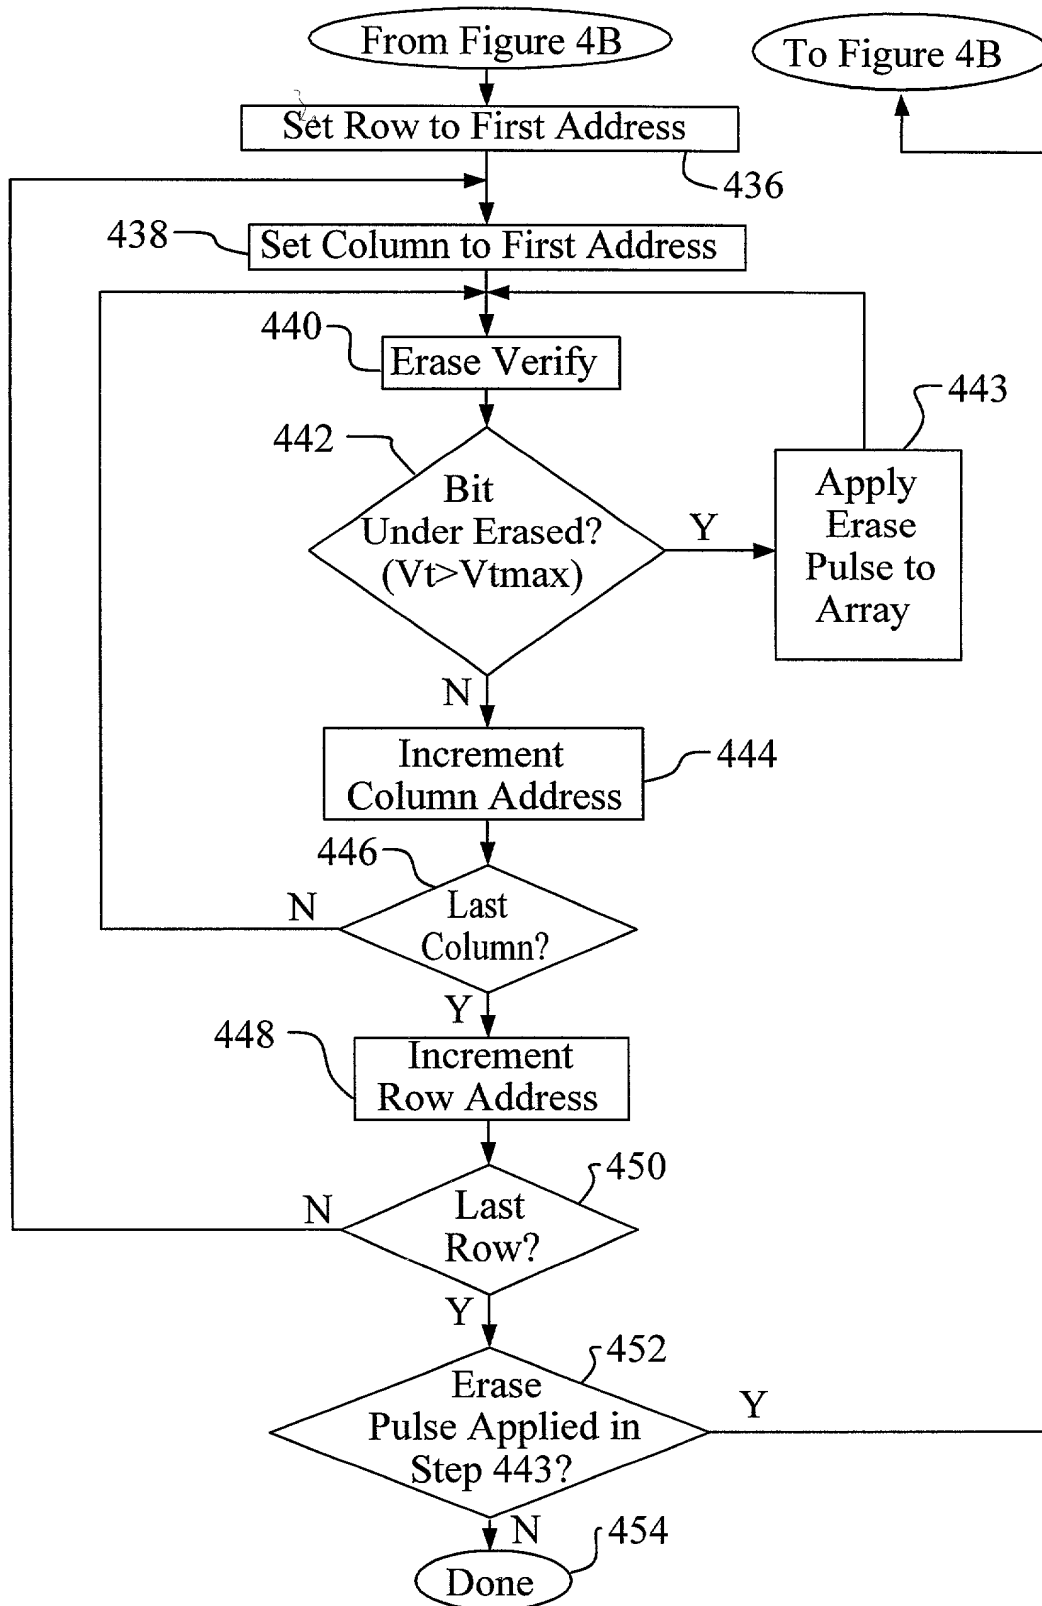 From Figure 4B
To Figure 4B
Set Row to First Address
436
438
Set Column to First Address
440
Erase Verify
443
442
Bit
Under Erased?
(Vt>Vtmax)
Y
Apply
Erase
Pulse to
Array
N
Increment
Column Address
444
446
N
Last
Column?
Y
448
Increment
Row Address
450
N
Last
Row?
Y
452
Erase
Pulse Applied in
Step 443?
Y
N
454
Done